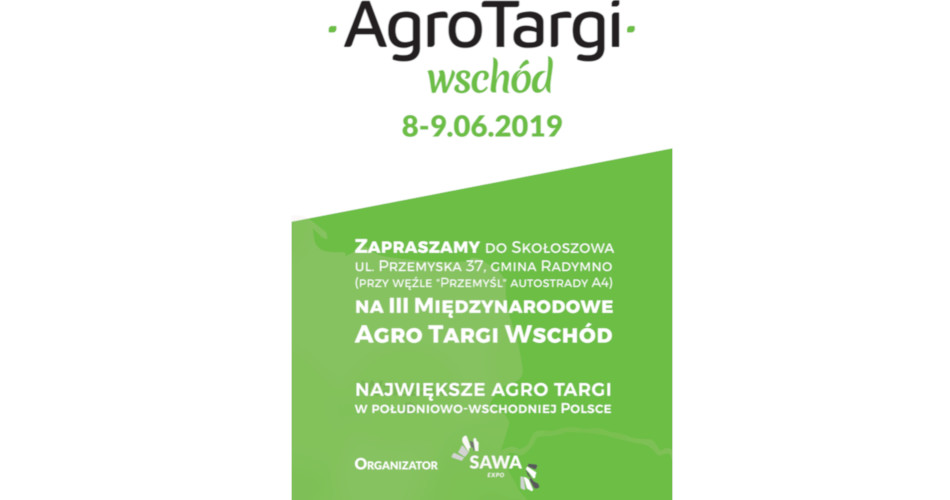 AgroTargi
wschód
8-9.06.2019
Zapraszamy do Skołoszowa
ul. Przemyska 37, gmina Radymno
(przy węźle "Przemyśl" autostrady A4)
na III Międzynarodowe
Agro Targi Wschód
największe agro targi
w południowo-wschodniej Polsce
Organizator
SAWA
EXPO